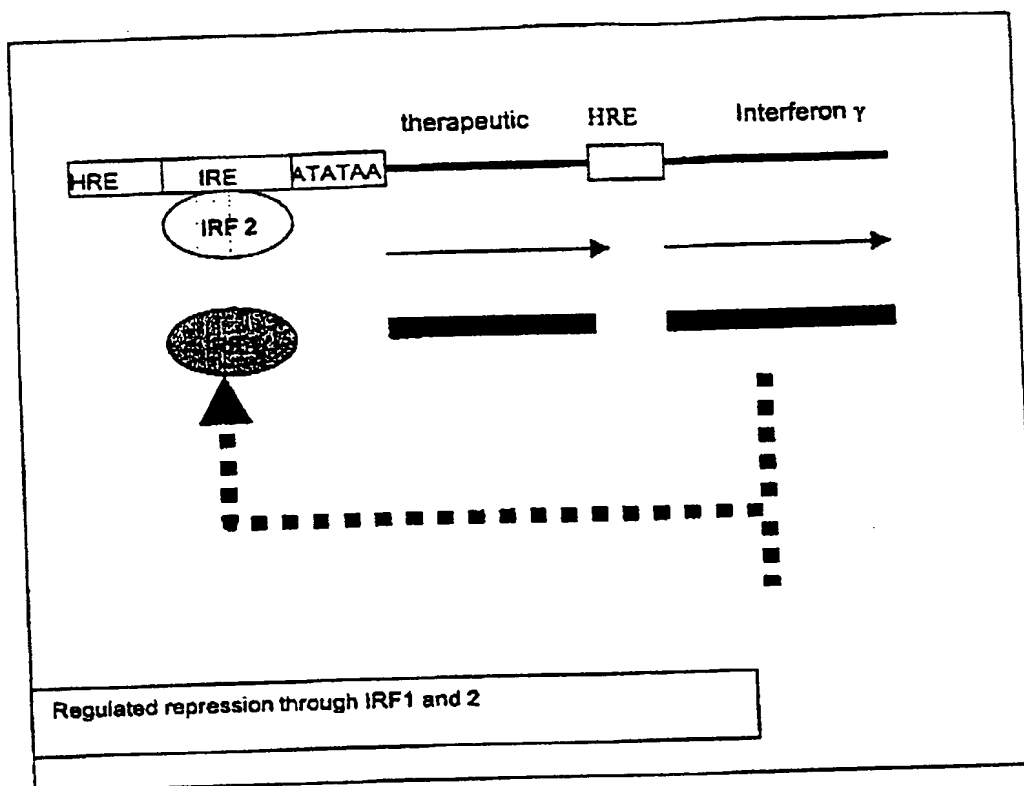 therapeutic HRE Interferon γ
HRE IRE ATATAA
IRF 2
Regulated repression through IRF1 and 2